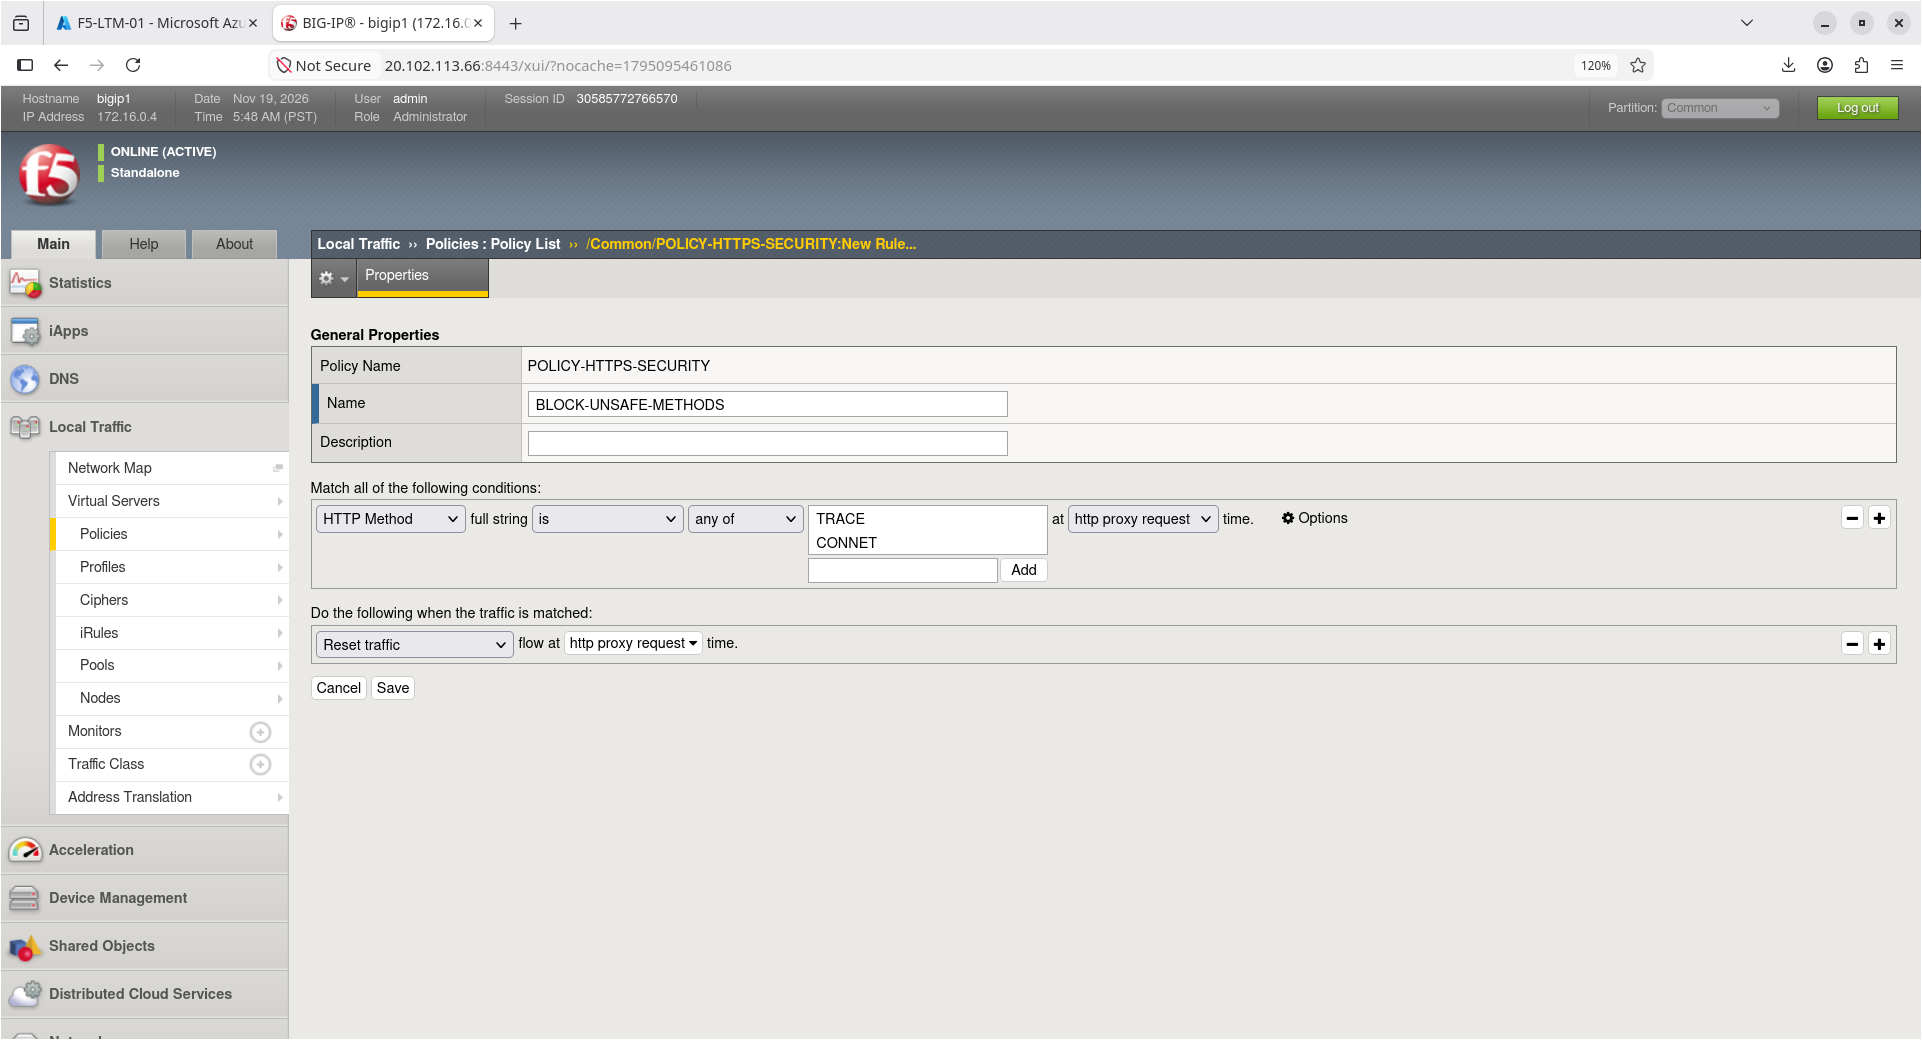 F5-LTM-01 - Microsoft Azu
BIG-IP® - bigip1 (172.16.0
Not Secure 20.102.113.66:8443/xui/?nocache=1795095461086 120%
Hostname bigip1 Date Nov 19, 2026 User admin Session ID 30585772766570
IP Address 172.16.0.4 Time 5:48 AM (PST) Role Administrator
Partition: Common Log out
f5
ONLINE (ACTIVE)
Standalone
Main Help About
Local Traffic ›› Policies : Policy List ›› /Common/POLICY-HTTPS-SECURITY:New Rule...
Properties
Statistics
iApps
DNS
Local Traffic
Network Map
Virtual Servers
Policies
Profiles
Ciphers
iRules
Pools
Nodes
Monitors
Traffic Class
Address Translation
Acceleration
Device Management
Shared Objects
Distributed Cloud Services
General Properties
Policy Name POLICY-HTTPS-SECURITY
Name BLOCK-UNSAFE-METHODS
Description
Match all of the following conditions:
HTTP Method full string is any of TRACE at http proxy request time. Options
CONNET
Add
Do the following when the traffic is matched:
Reset traffic flow at http proxy request time.
Cancel Save